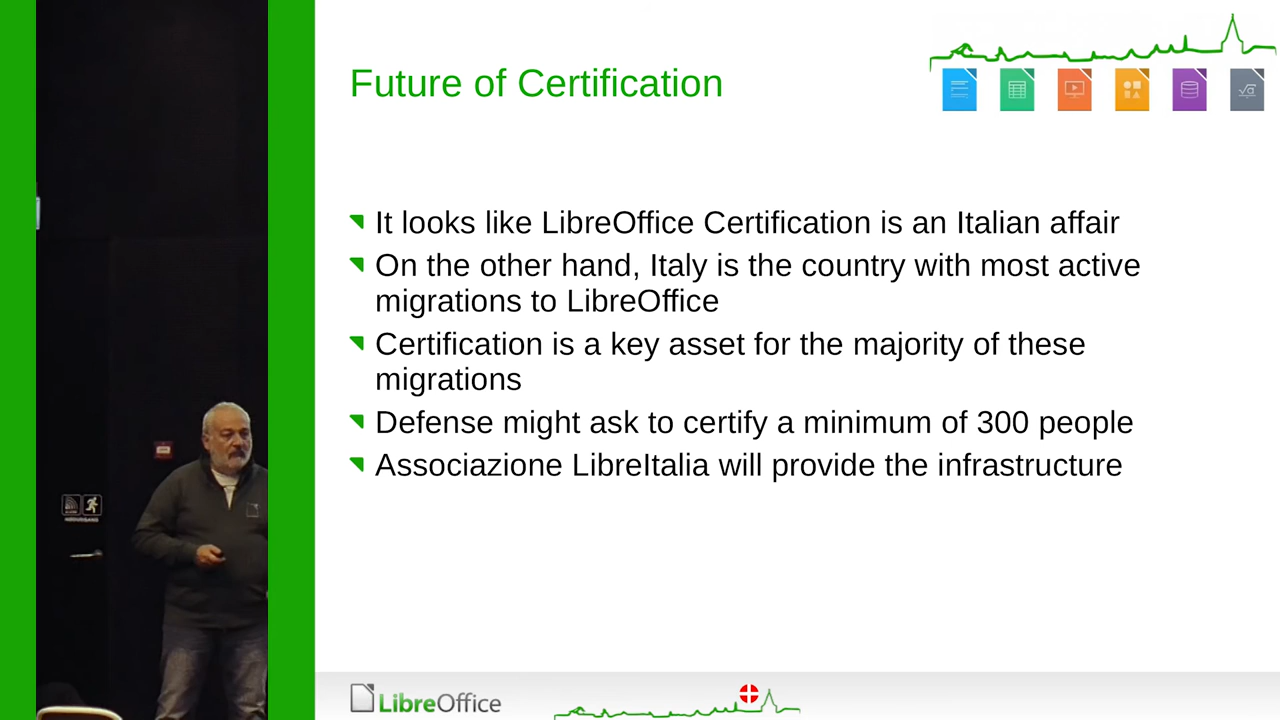 Future of Certification
It looks like LibreOffice Certification is an Italian affair
On the other hand, Italy is the country with most active
migrations to LibreOffice
Certification is a key asset for the majority of these
migrations
Defense might ask to certify a minimum of 300 people
Associazione LibreItalia will provide the infrastructure
LibreOffice